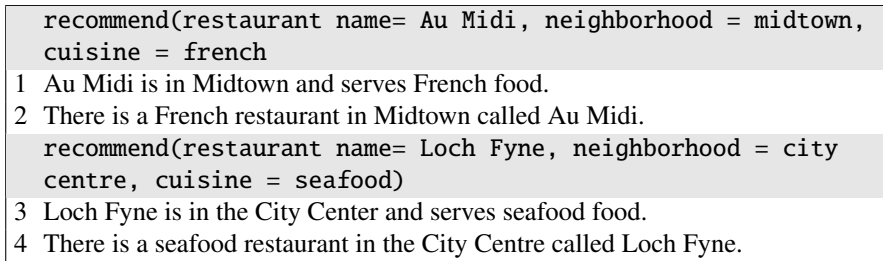 recommend(restaurant name= Au Midi, neighborhood = midtown,
cuisine = french
1 Au Midi is in Midtown and serves French food.
2 There is a French restaurant in Midtown called Au Midi.
recommend(restaurant name= Loch Fyne, neighborhood = city
centre, cuisine = seafood)
3 Loch Fyne is in the City Center and serves seafood food.
4 There is a seafood restaurant in the City Centre called Loch Fyne.